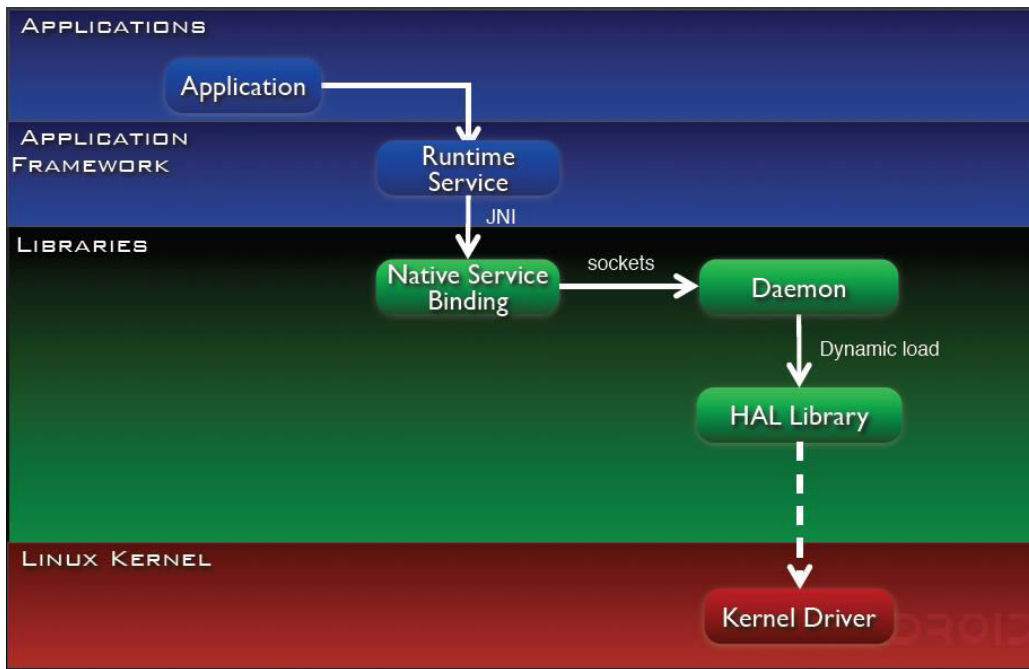 APPLICATIONS
Application
APPLICATION
FRAMEWORK
Runtime
Service
JNI
LIBRARIES
Native Service
Binding
sockets
Daemon
Dynamic load
HAL Library
LINUX KERNEL
Kernel Driver
DROID